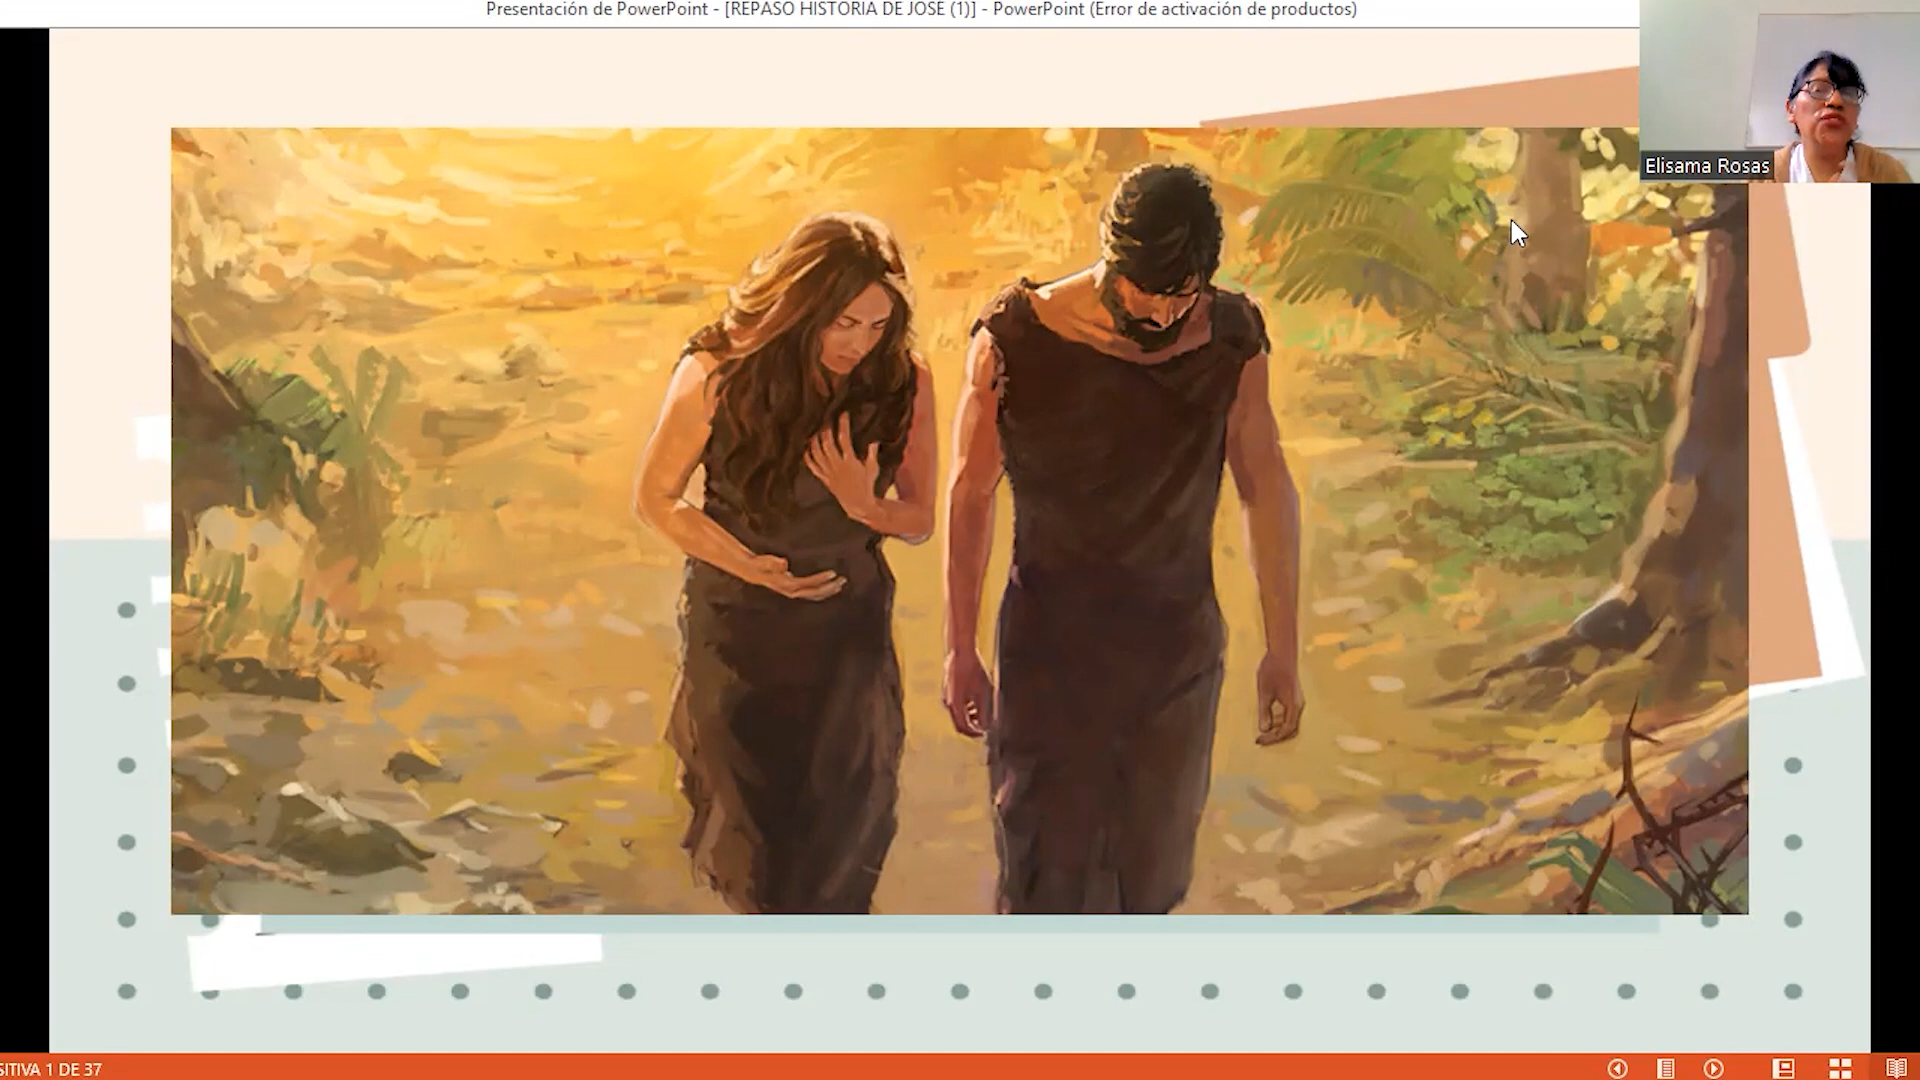 Presentación de PowerPoint - [REPASO HISTORIA DE JOSE (1)] - PowerPoint (Error de activación de productos)
Elisama Rosas
SITIVA 1 DE 37